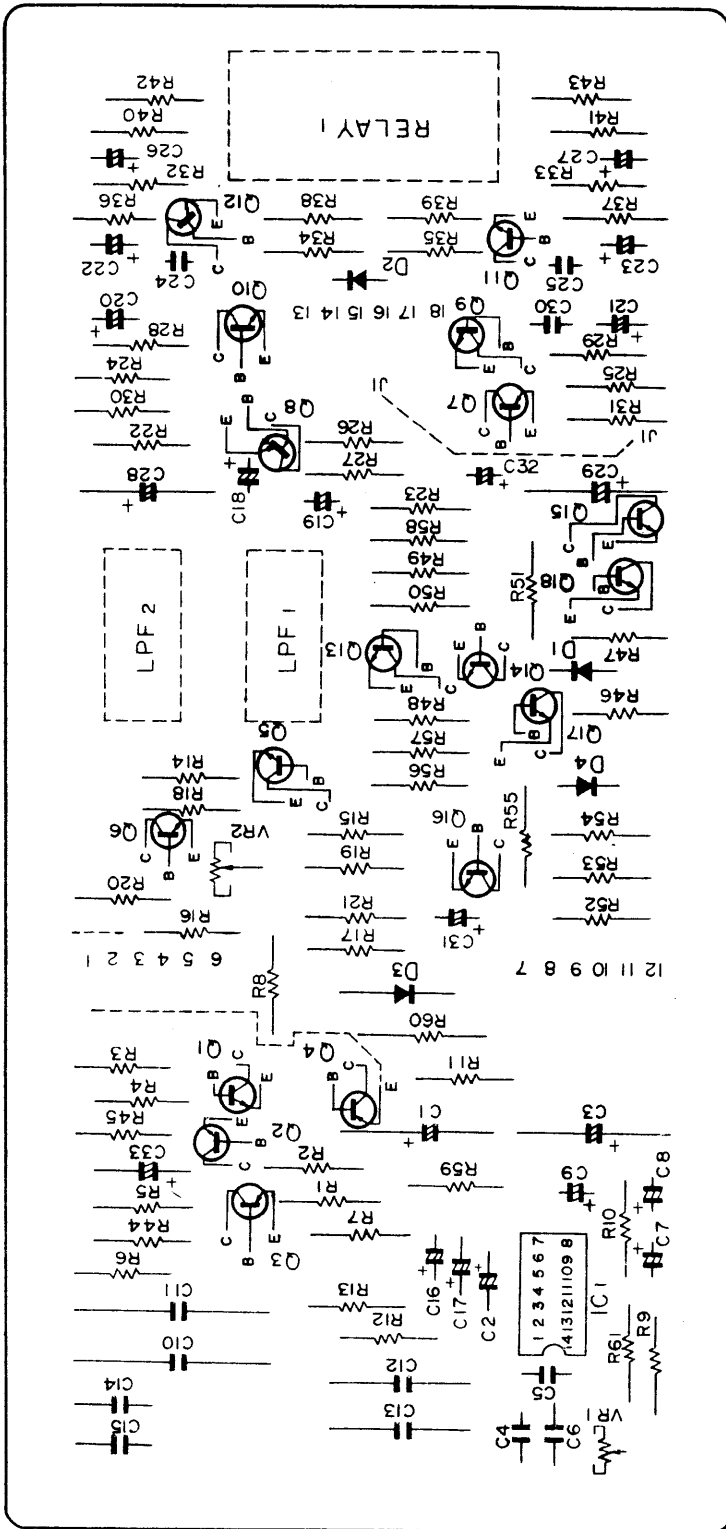 R42
R43
R40
RELAY 1
R41
C26
C27
R32
R33
R36
Q12
R38
R39
R37
E
E
B
B
R34
R35
C22
C24
C
D2
C
Q11
C25
C23
C20
Q10
13 14 15 16 17 18
Q9
C30
C21
R28
C
E
B
R29
R24
B
E
C
R25
R30
J1
Q7
C
E
R31
B
B
Q8
C
E
R26
J1
R22
R27
C32
C28
C18
C29
C19
R23
Q15
C
R58
E
B
R49
R51
Q18
B
LPF 2
LPF 1
R50
E
C
B
Q13
B
R47
E
C
E
C
Q14
D1
R48
R46
B
Q5
R57
E
C
Q17
R14
B
R56
D4
R18
E
C
Q6
VR2
R15
Q16
B
R55
R54
C
E
E
C
B
R19
R53
R20
R21
C31
R52
R16
R17
1 2 3 4 5 6
R8
D3
7 8 9 10 11 12
R60
R3
Q1
C
Q4
C
R11
R4
B
E
B
E
R45
E
C1
C3
B
Q2
C33
C
R2
R59
C9
C8
R5
R1
R10
R44
C
E
R7
C7
B
Q3
R6
C16
1 2 3 4 5 6 7
C11
R13
C17
14 13 12 11 10 9 8
IC1
R12
C2
C10
R61
R9
C12
C5
C14
C13
C15
C4
C6
VR1